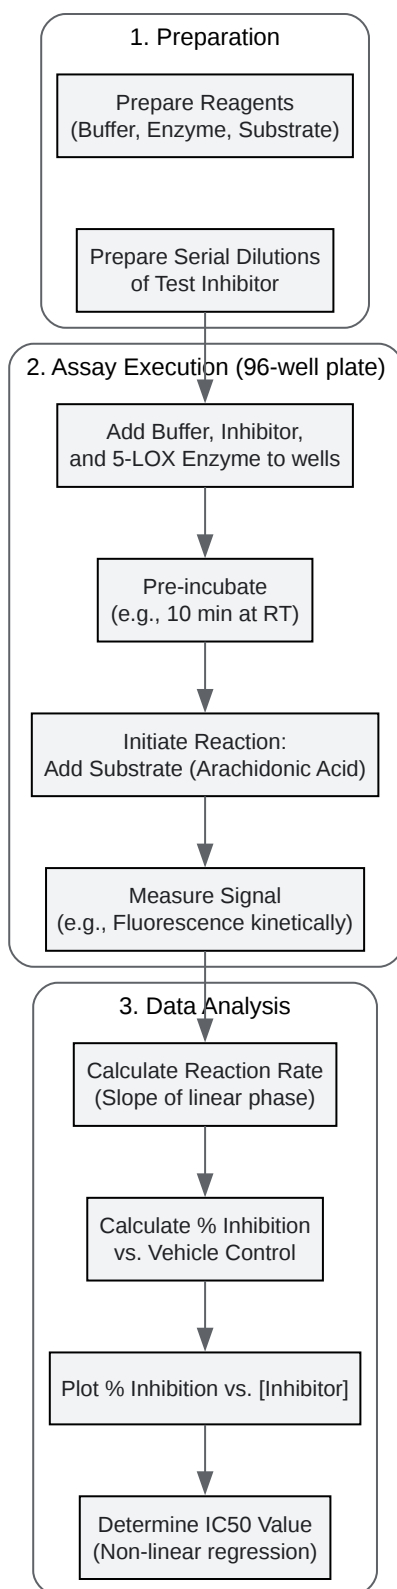 1. Preparation
Prepare Reagents
(Buffer, Enzyme, Substrate)
Prepare Serial Dilutions
of Test Inhibitor
2. Assay Execution (96-well plate)
Add Buffer, Inhibitor,
and 5-LOX Enzyme to wells
Pre-incubate
(e.g., 10 min at RT)
Initiate Reaction:
Add Substrate (Arachidonic Acid)
Measure Signal
(e.g., Fluorescence kinetically)
3. Data Analysis
Calculate Reaction Rate
(Slope of linear phase)
Calculate % Inhibition
vs. Vehicle Control
Plot % Inhibition vs. [Inhibitor]
Determine IC50 Value
(Non-linear regression)